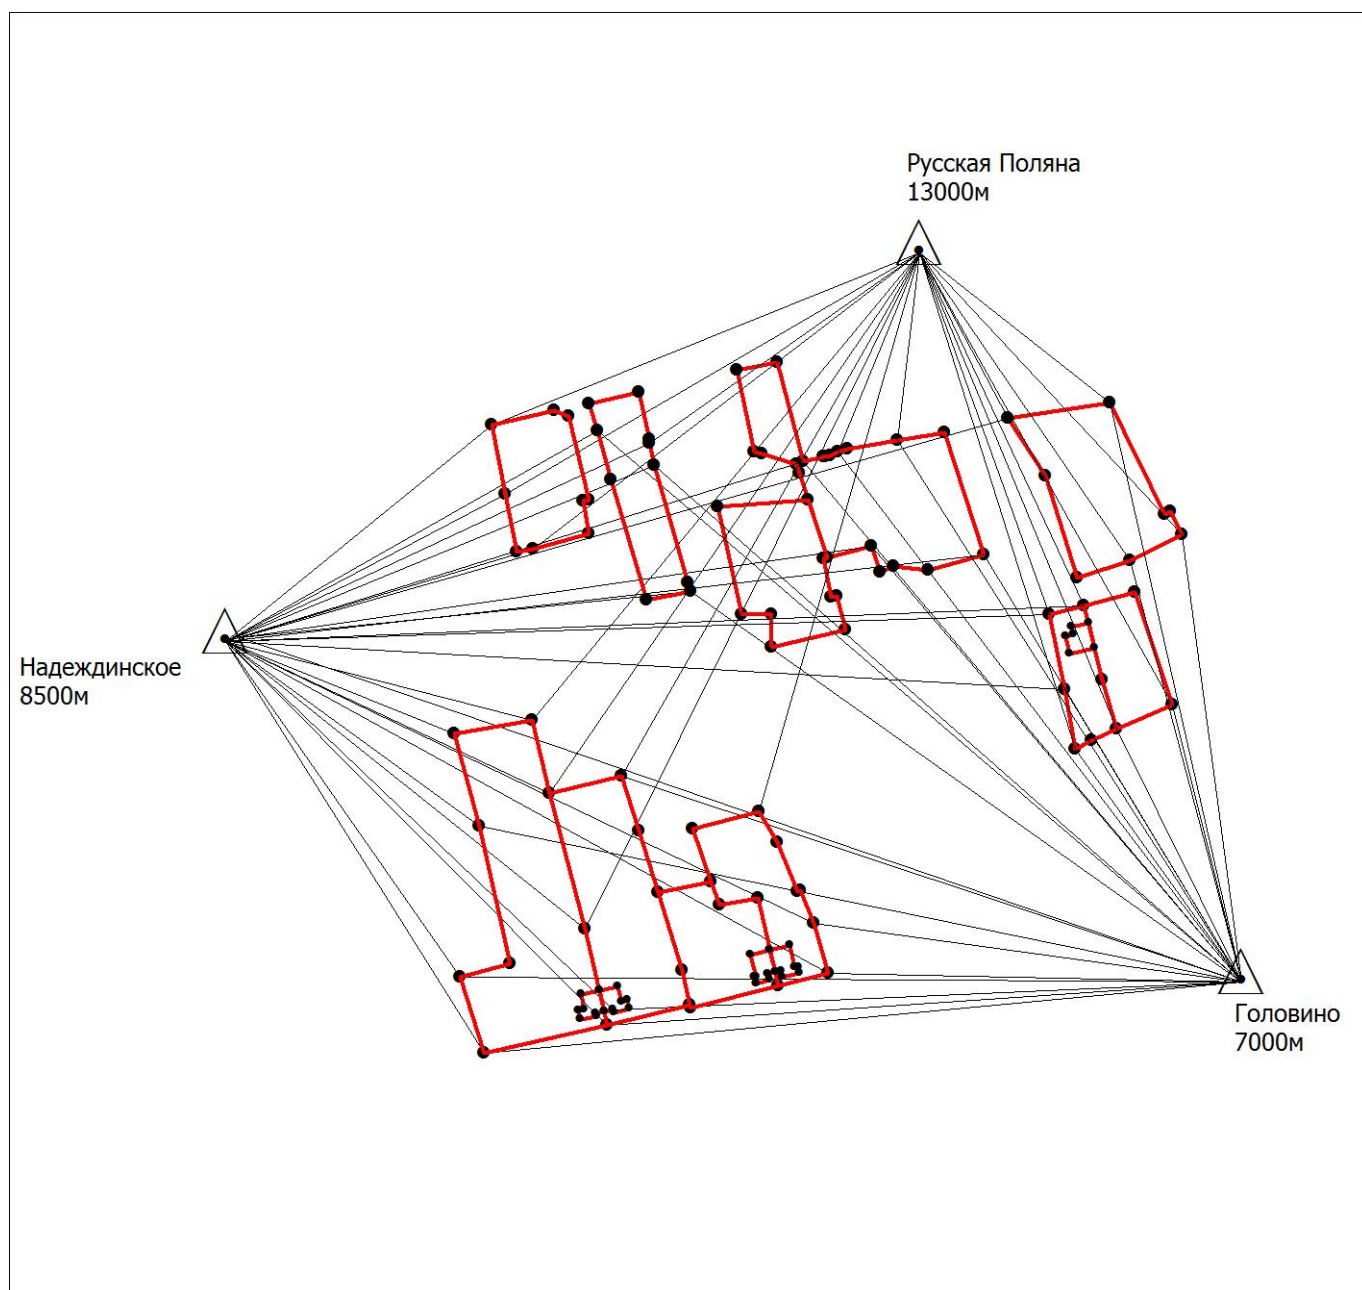 Русская Поляна
13000м
Надеждинское
8500м
Головино
7000м